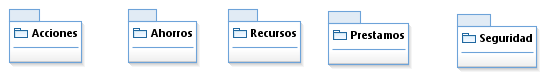 Acciones
Ahorros
Recursos
Prestamos
Seguridad